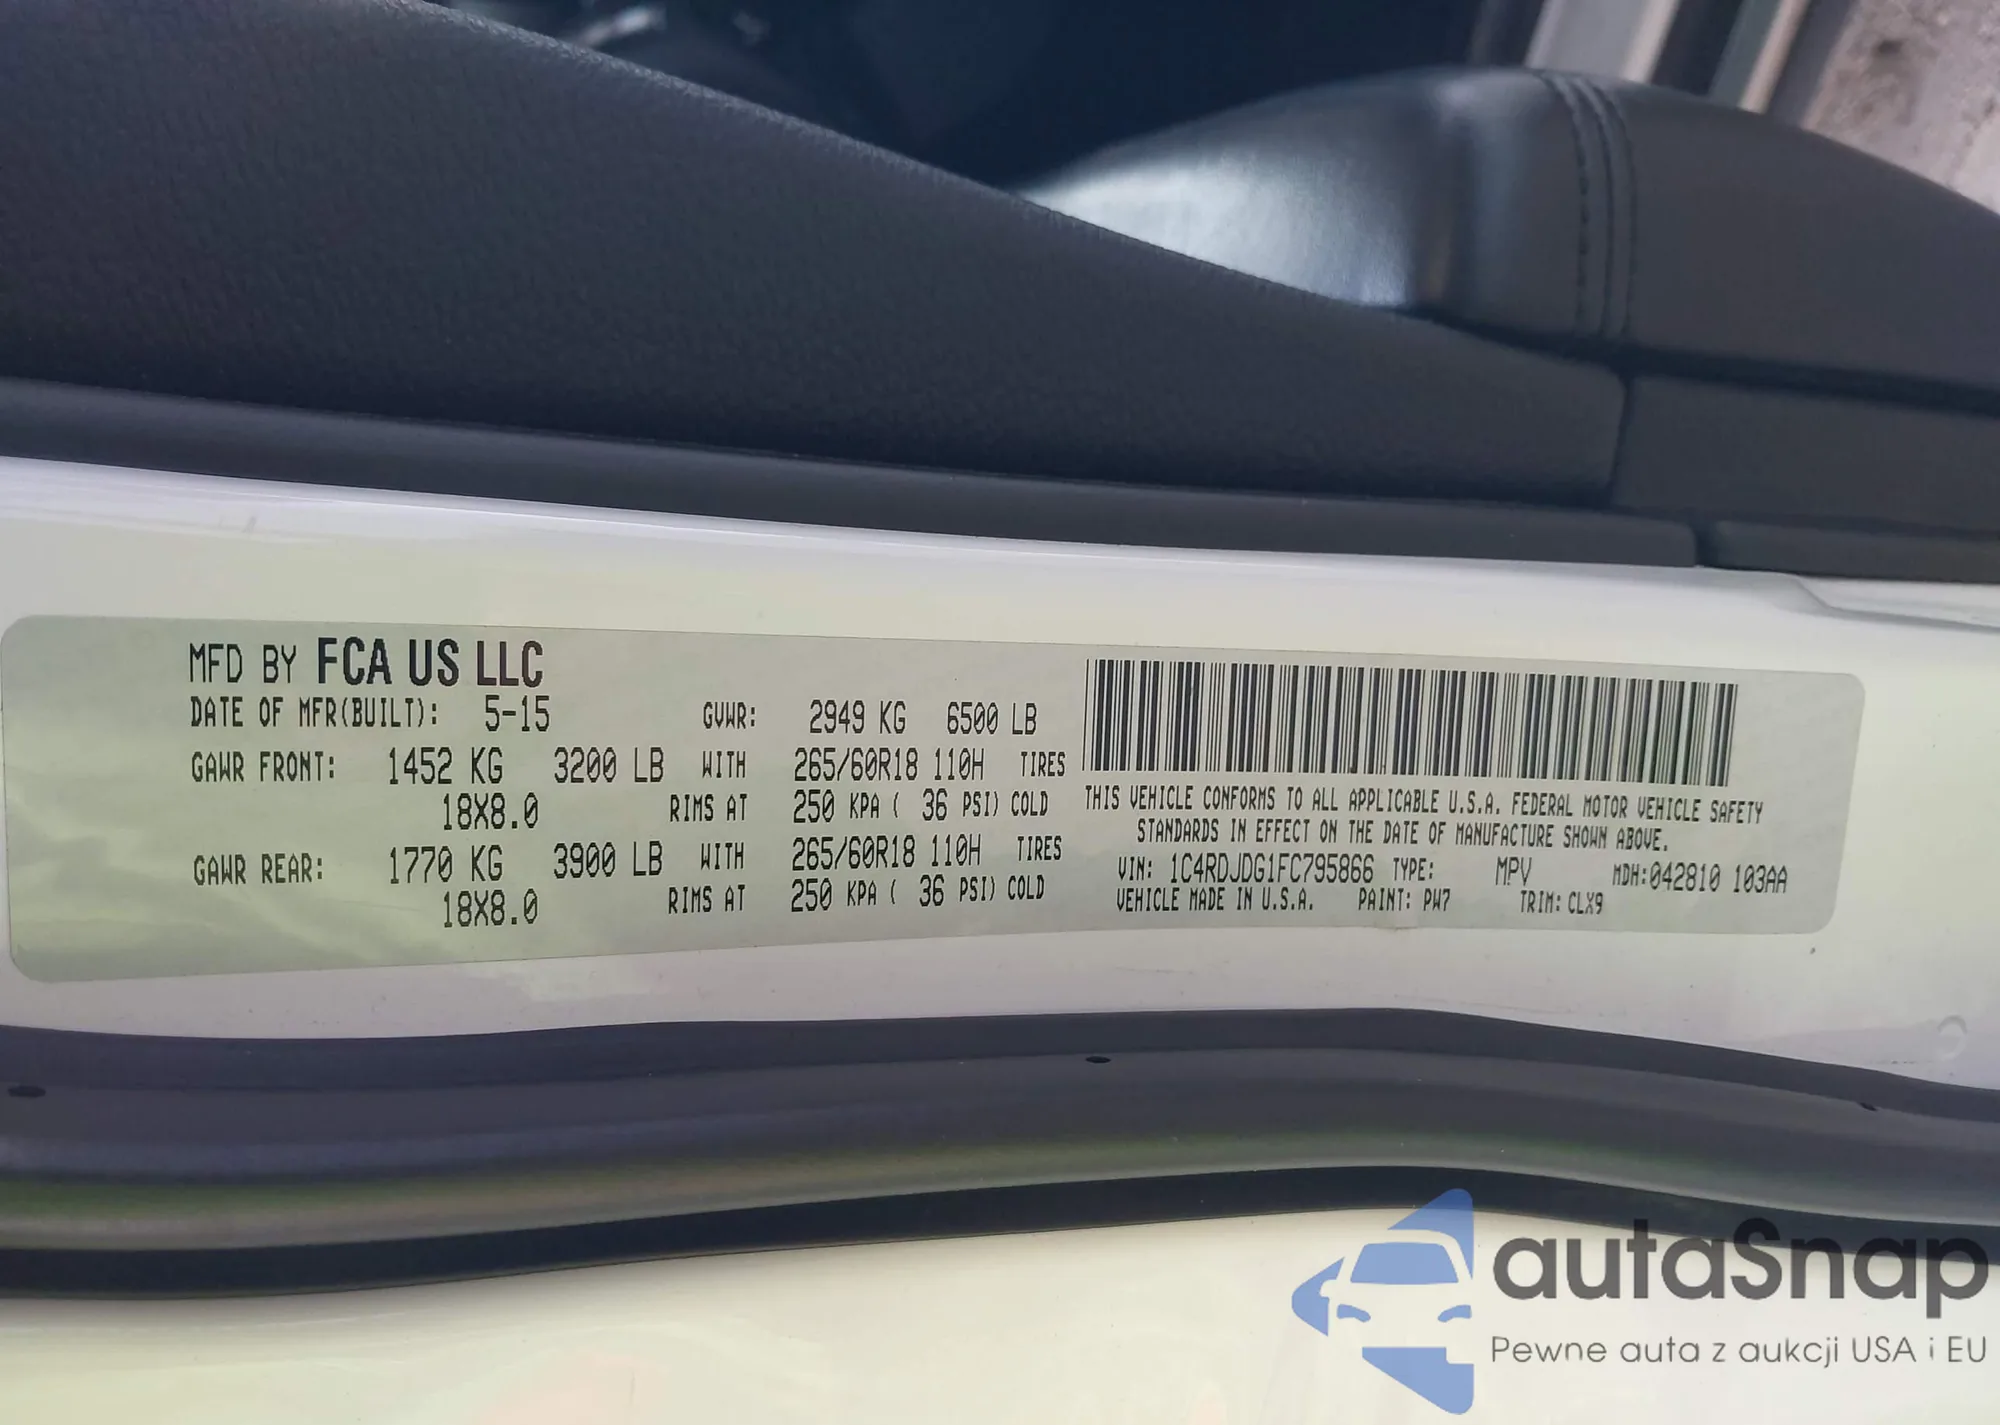 MFD BY FCA US LLC
DATE OF MFR(BUILT): 5-15 GVWR: 2949 KG 6500 LB
GAWR FRONT: 1452 KG 3200 LB WITH 265/60R18 110H TIRES
18X8.0 RIMS AT 250 KPA ( 36 PSI) COLD
GAWR REAR: 1770 KG 3900 LB WITH 265/60R18 110H TIRES
18X8.0 RIMS AT 250 KPA ( 36 PSI) COLD
THIS VEHICLE CONFORMS TO ALL APPLICABLE U.S.A. FEDERAL MOTOR VEHICLE SAFETY
STANDARDS IN EFFECT ON THE DATE OF MANUFACTURE SHOWN ABOVE.
VIN: 1C4RDJDG1FC795866 TYPE: MPV MDH:042810 103AA
VEHICLE MADE IN U.S.A. PAINT: PW7 TRIM: CLX9
autaSnap
Pewne auta z aukcji USA i EU